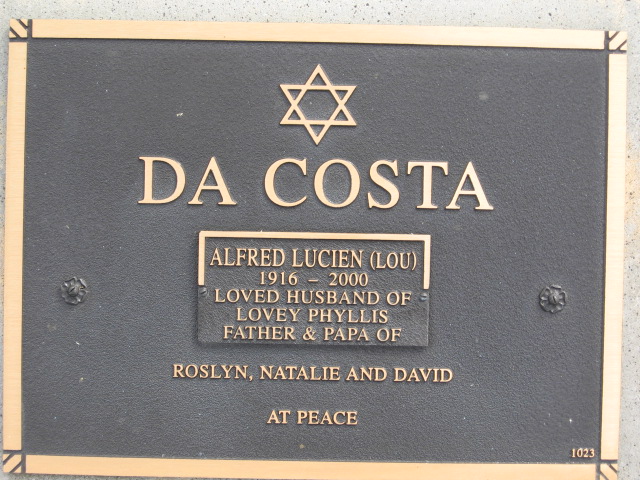 DA COSTA
ALFRED LUCIEN (LOU)
1916 – 2000
LOVED HUSBAND OF
LOVEY PHYLLIS
FATHER & PAPA OF
ROSLYN, NATALIE AND DAVID
AT PEACE
1023